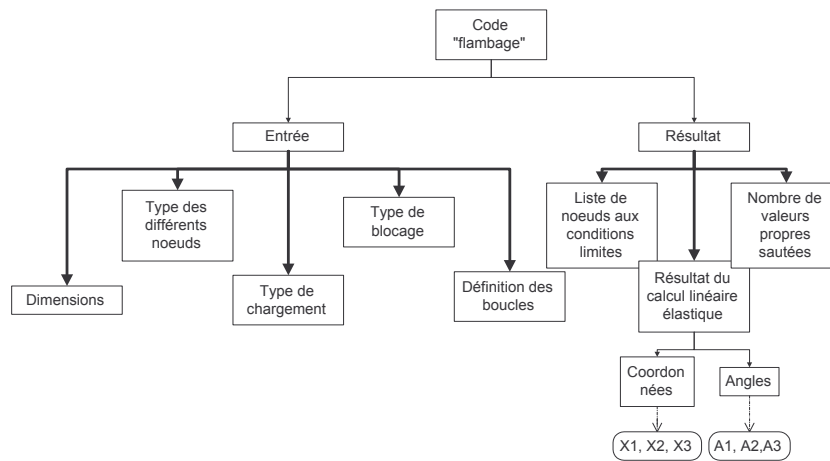 Code
"flambage"
Entrée
Résultat
Type des
différents
noeuds
Type de
blocage
Liste de
noeuds aux
conditions
limites
Nombre de
valeurs
propres
sautées
Dimensions
Type de
chargement
Définition des
boucles
Résultat du
calcul linéaire
élastique
Coordon
nées
Angles
X1, X2, X3
A1, A2,A3